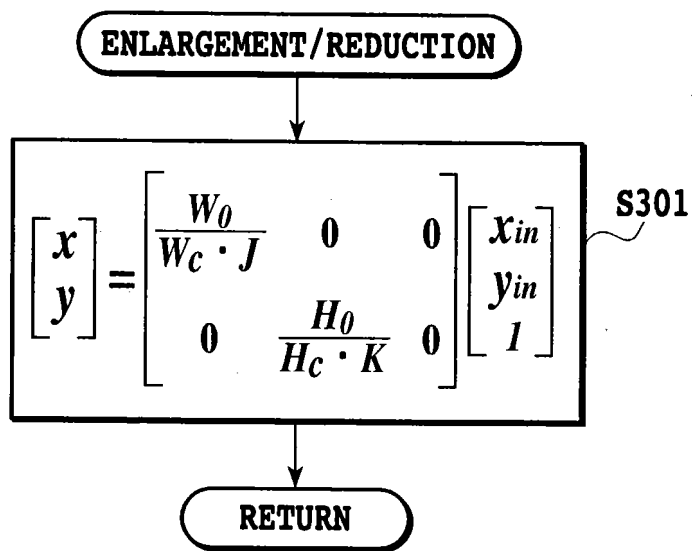 ENLARGEMENT/REDUCTION
S301
[x y] = [W0/(Wc · J) 0 0
0 H0/(Hc · K) 0] [xin yin 1]
RETURN